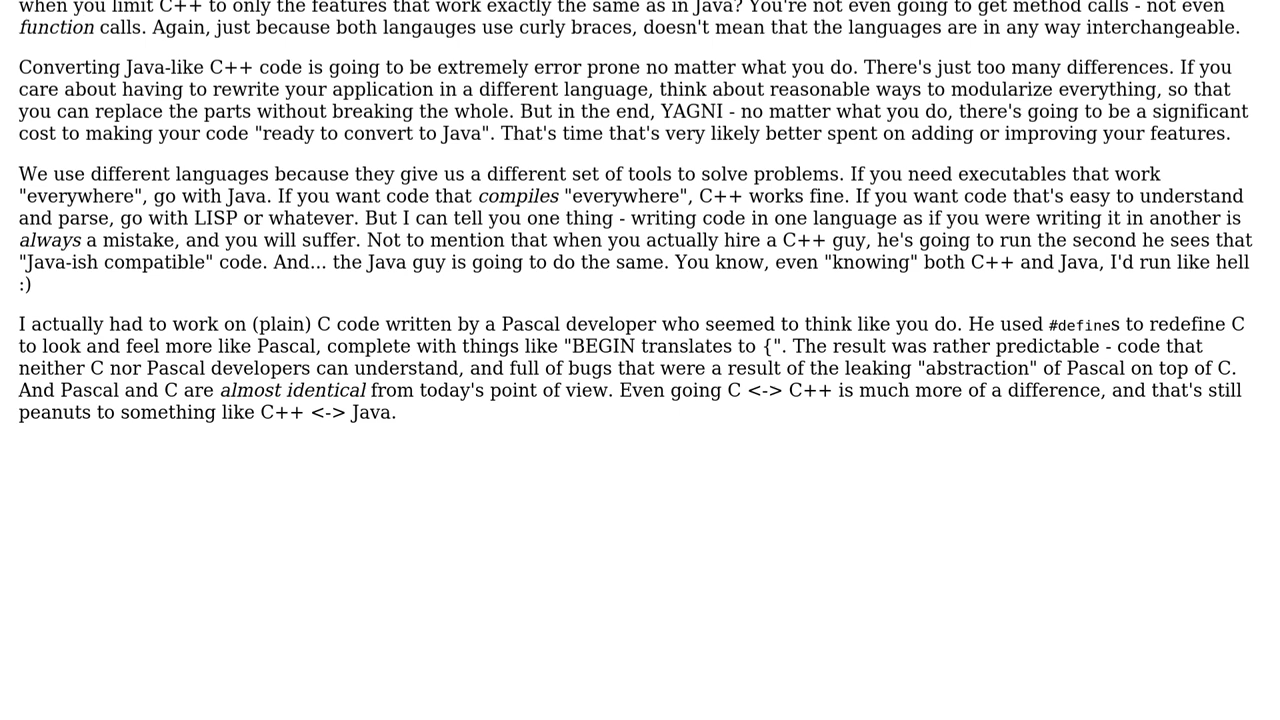 when you limit C++ to only the features that work exactly the same as in Java? You're not even going to get method calls - not even
function calls. Again, just because both langauges use curly braces, doesn't mean that the languages are in any way interchangeable.
Converting Java-like C++ code is going to be extremely error prone no matter what you do. There's just too many differences. If you
care about having to rewrite your application in a different language, think about reasonable ways to modularize everything, so that
you can replace the parts without breaking the whole. But in the end, YAGNI - no matter what you do, there's going to be a significant
cost to making your code "ready to convert to Java". That's time that's very likely better spent on adding or improving your features.
We use different languages because they give us a different set of tools to solve problems. If you need executables that work
"everywhere", go with Java. If you want code that compiles "everywhere", C++ works fine. If you want code that's easy to understand
and parse, go with LISP or whatever. But I can tell you one thing - writing code in one language as if you were writing it in another is
always a mistake, and you will suffer. Not to mention that when you actually hire a C++ guy, he's going to run the second he sees that
"Java-ish compatible" code. And... the Java guy is going to do the same. You know, even "knowing" both C++ and Java, I'd run like hell
:)
I actually had to work on (plain) C code written by a Pascal developer who seemed to think like you do. He used #defines to redefine C
to look and feel more like Pascal, complete with things like "BEGIN translates to {". The result was rather predictable - code that
neither C nor Pascal developers can understand, and full of bugs that were a result of the leaking "abstraction" of Pascal on top of C.
And Pascal and C are almost identical from today's point of view. Even going C <-> C++ is much more of a difference, and that's still
peanuts to something like C++ <-> Java.